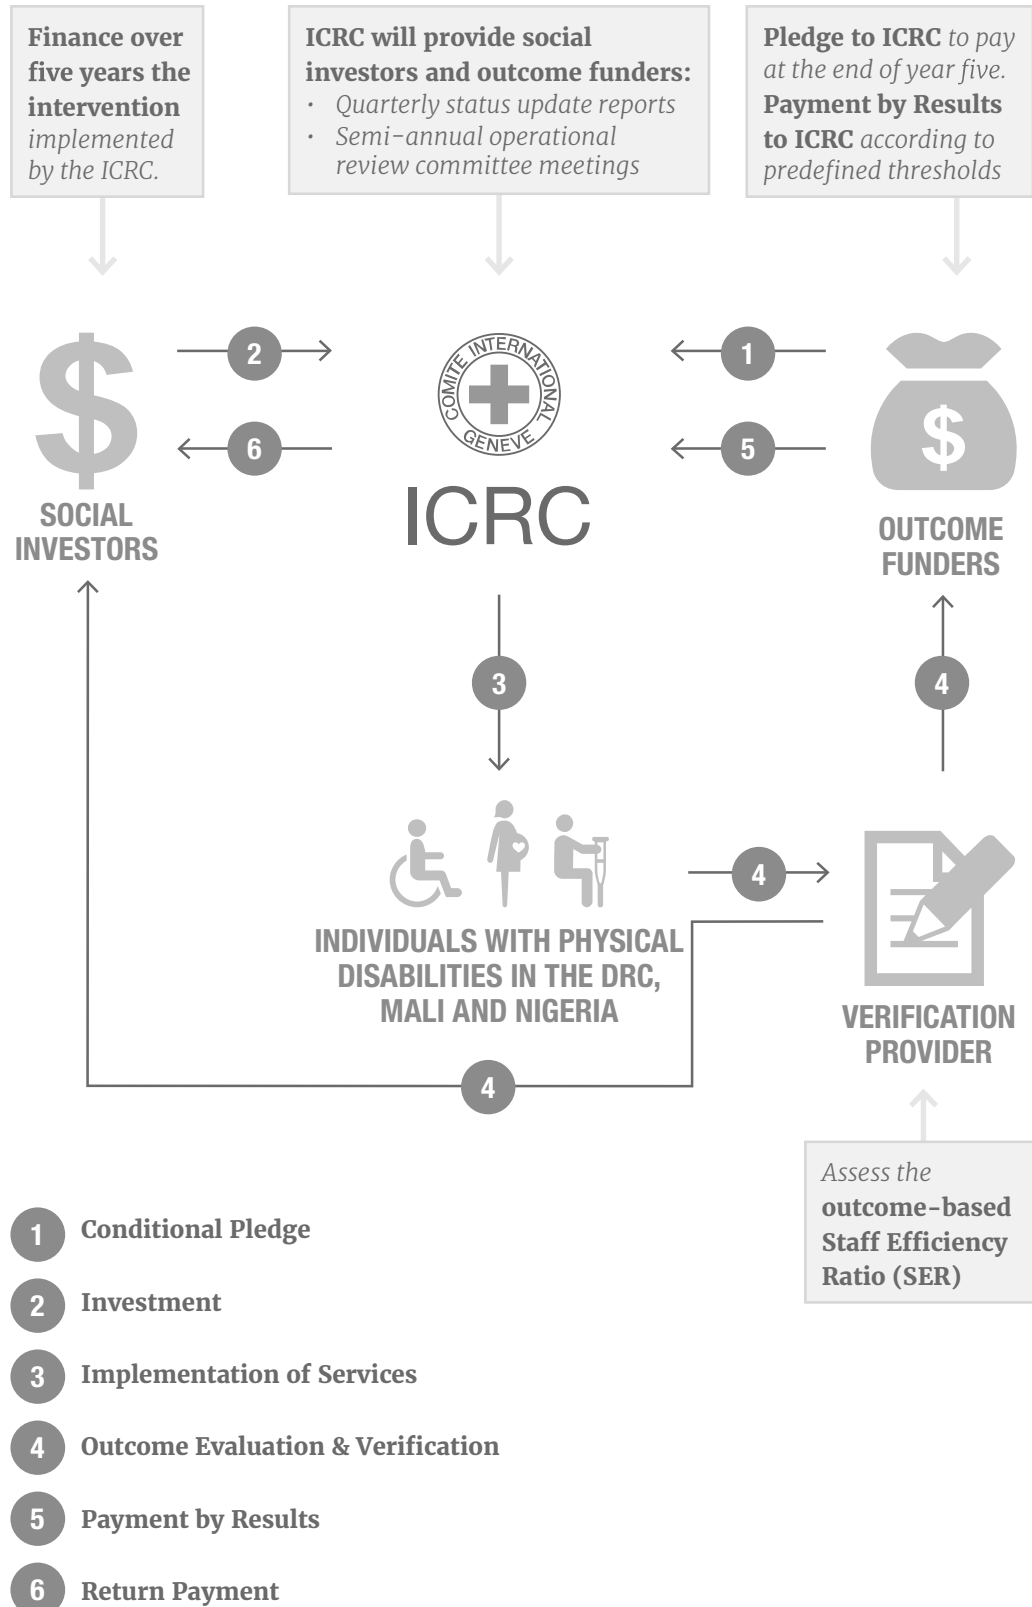 Finance over
five years the
intervention
implemented
by the ICRC.
ICRC will provide social
investors and outcome funders:
• Quarterly status update reports
• Semi-annual operational
review committee meetings
Pledge to ICRC to pay
at the end of year five.
Payment by Results
to ICRC according to
predefined thresholds
2
1
6
5
$
COMITE INTERNATIONAL
GENEVE
$
SOCIAL
INVESTORS
ICRC
OUTCOME
FUNDERS
3
4
4
INDIVIDUALS WITH PHYSICAL
DISABILITIES IN THE DRC,
MALI AND NIGERIA
VERIFICATION
PROVIDER
4
Assess the
outcome-based
Staff Efficiency
Ratio (SER)
1 Conditional Pledge
2 Investment
3 Implementation of Services
4 Outcome Evaluation & Verification
5 Payment by Results
6 Return Payment